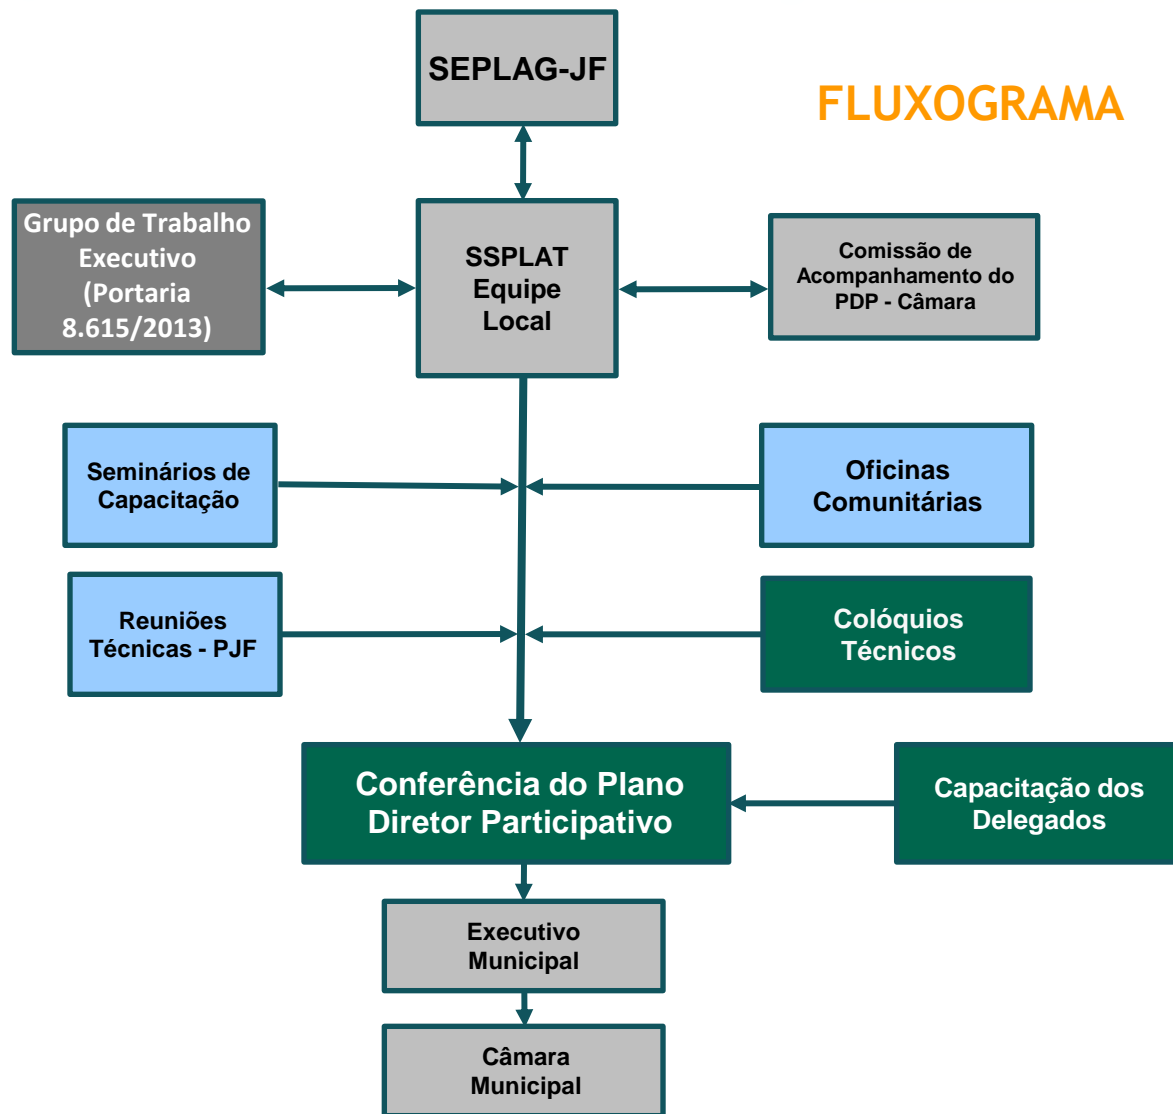 SEPLAG-JF
FLUXOGRAMA
Grupo de Trabalho
Executivo
(Portaria
8.615/2013)
SSPLAT
Equipe
Local
Comissão de
Acompanhamento do
PDP - Câmara
Seminários de
Capacitação
Oficinas
Comunitárias
Reuniões
Técnicas - PJF
Colóquios
Técnicos
Conferência do Plano
Diretor Participativo
Capacitação dos
Delegados
Executivo
Municipal
Câmara
Municipal